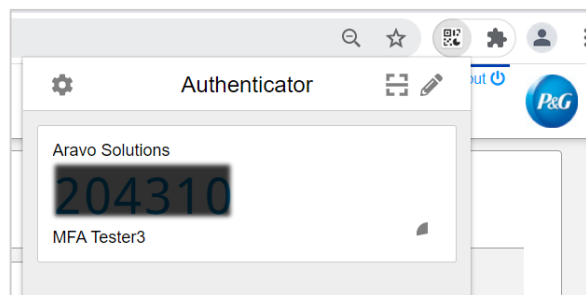 Authenticator
out
P&G
Aravo Solutions
204310
MFA Tester3